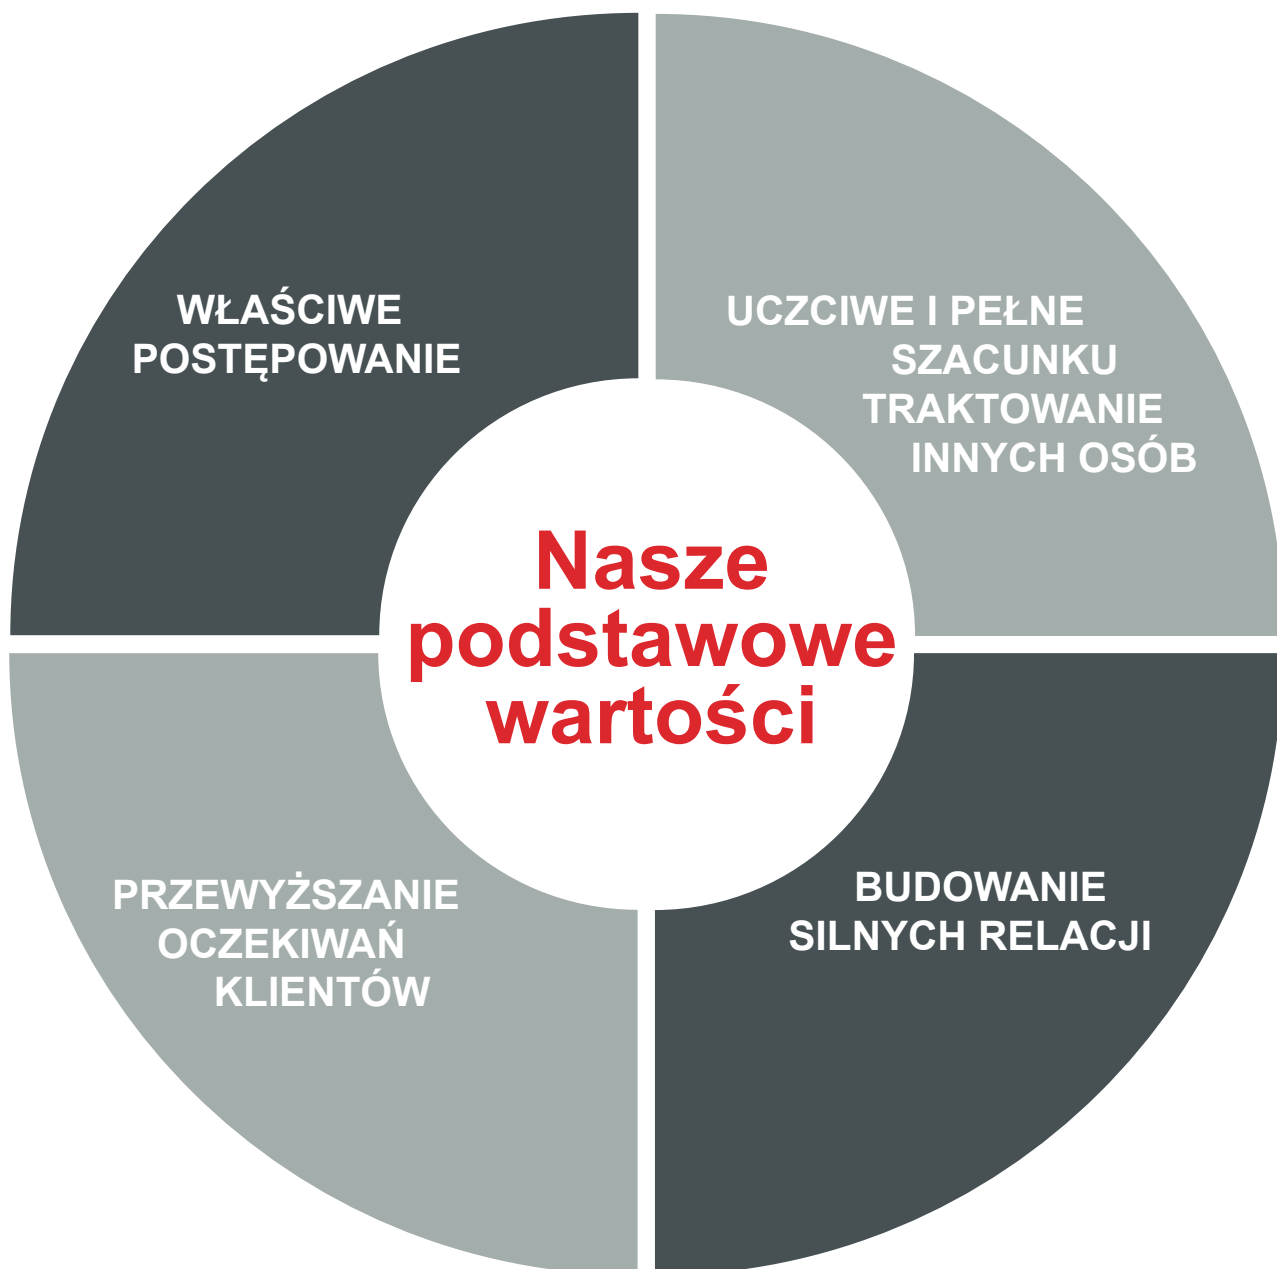 WŁAŚCIWE
POSTĘPOWANIE
UCZCIWE I PEŁNE
SZACUNKU
TRAKTOWANIE
INNYCH OSÓB
Nasze
podstawowe
wartości
PRZEWYŻSZANIE
OCZEKIWAŃ
KLIENTÓW
BUDOWANIE
SILNYCH RELACJI